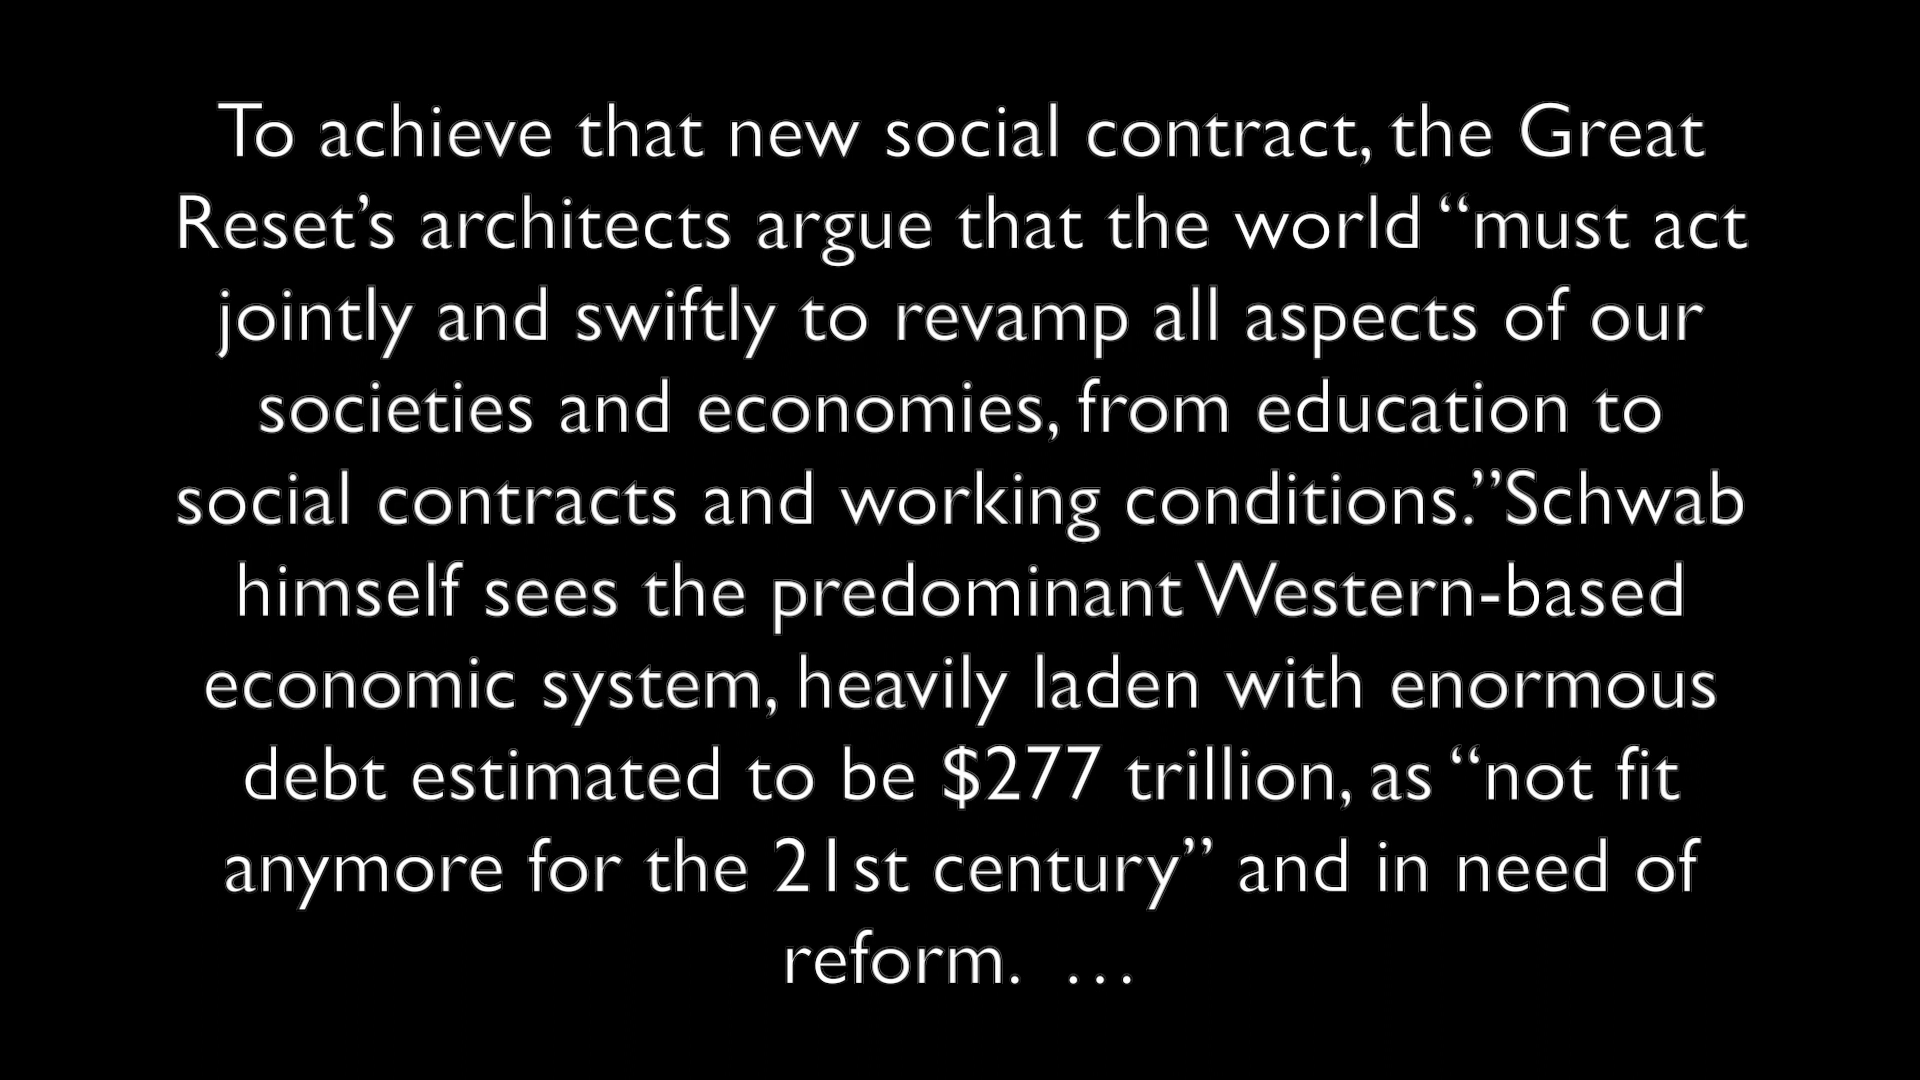 To achieve that new social contract, the Great
Reset’s architects argue that the world “must act
jointly and swiftly to revamp all aspects of our
societies and economies, from education to
social contracts and working conditions.”Schwab
himself sees the predominant Western-based
economic system, heavily laden with enormous
debt estimated to be $277 trillion, as “not fit
anymore for the 21st century” and in need of
reform.  …